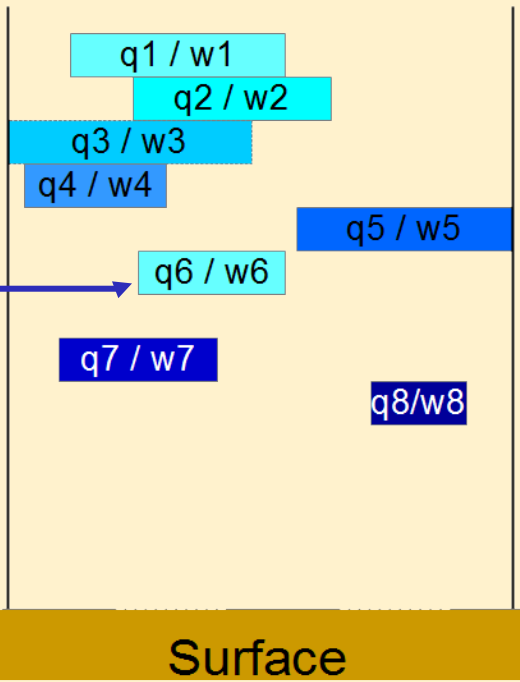 q1 / w1
q2 / w2
q3 / w3
q4 / w4
q5 / w5
q6 / w6
q7 / w7
q8/w8
Surface